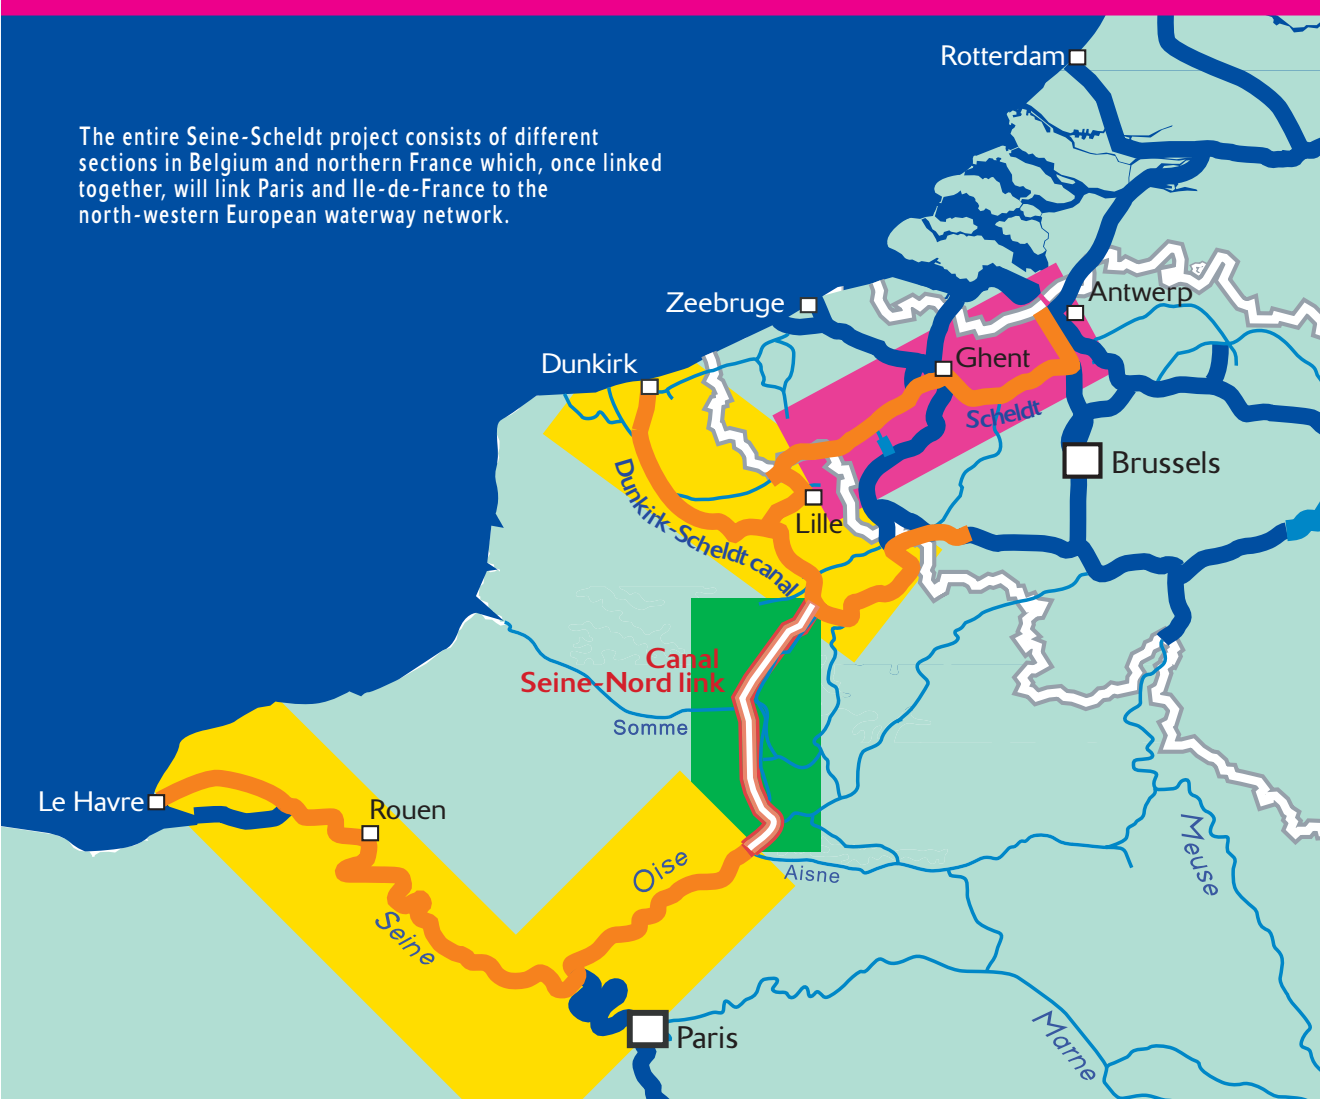 Rotterdam
The entire Seine-Scheldt project consists of different
sections in Belgium and northern France which, once linked
together, will link Paris and Ile-de-France to the
north-western European waterway network.
Zeebruge
Antwerp
Dunkirk
Ghent
Scheldt
Brussels
Lille
Dunkirk-Scheldt canal
Canal
Seine-Nord link
Somme
Le Havre
Rouen
Oise
Aisne
Meuse
Seine
Paris
Marne